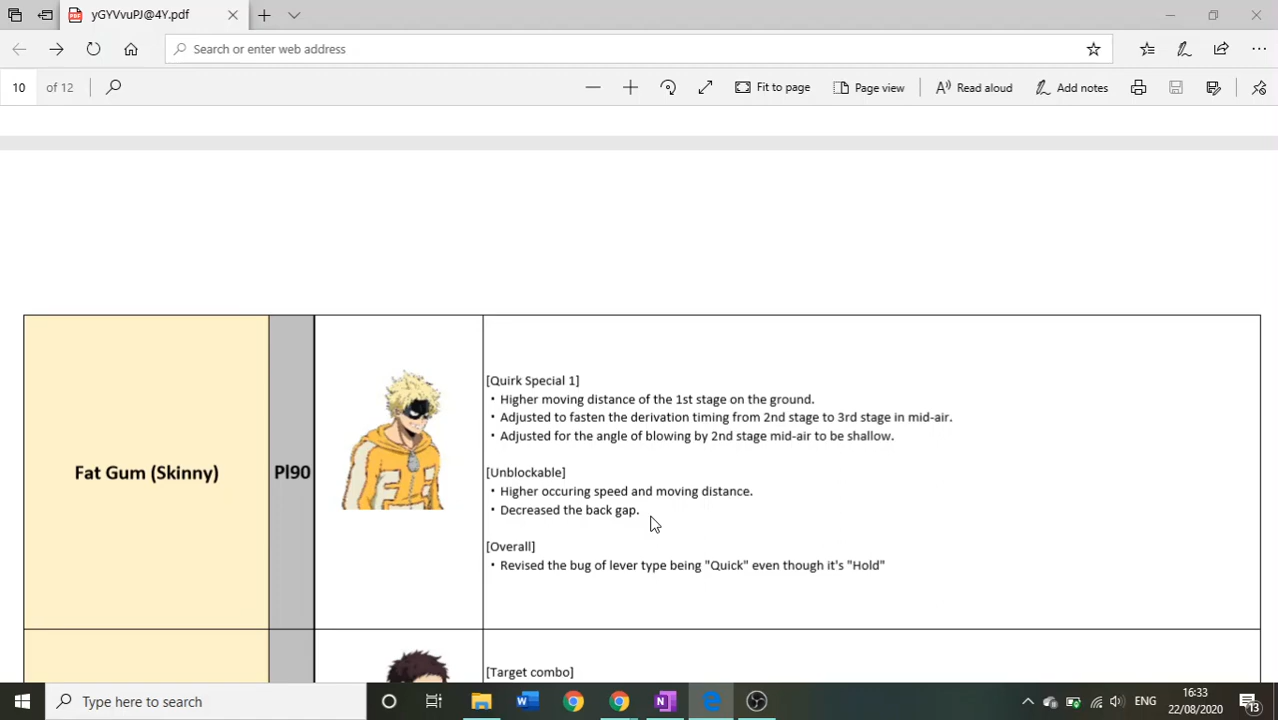 yGYVvuPJ@4Y.pdf
Search or enter web address
10 of 12
Fit to page
Page view
Read aloud
Add notes
Fat Gum (Skinny)
Pl90
[Quirk Special 1]
・Higher moving distance of the 1st stage on the ground.
・Adjusted to fasten the derivation timing from 2nd stage to 3rd stage in mid-air.
・Adjusted for the angle of blowing by 2nd stage mid-air to be shallow.
[Unblockable]
・Higher occuring speed and moving distance.
・Decreased the back gap.
[Overall]
・Revised the bug of lever type being "Quick" even though it's "Hold"
[Target combo]
Type here to search
ENG
16:33
22/08/2020
13